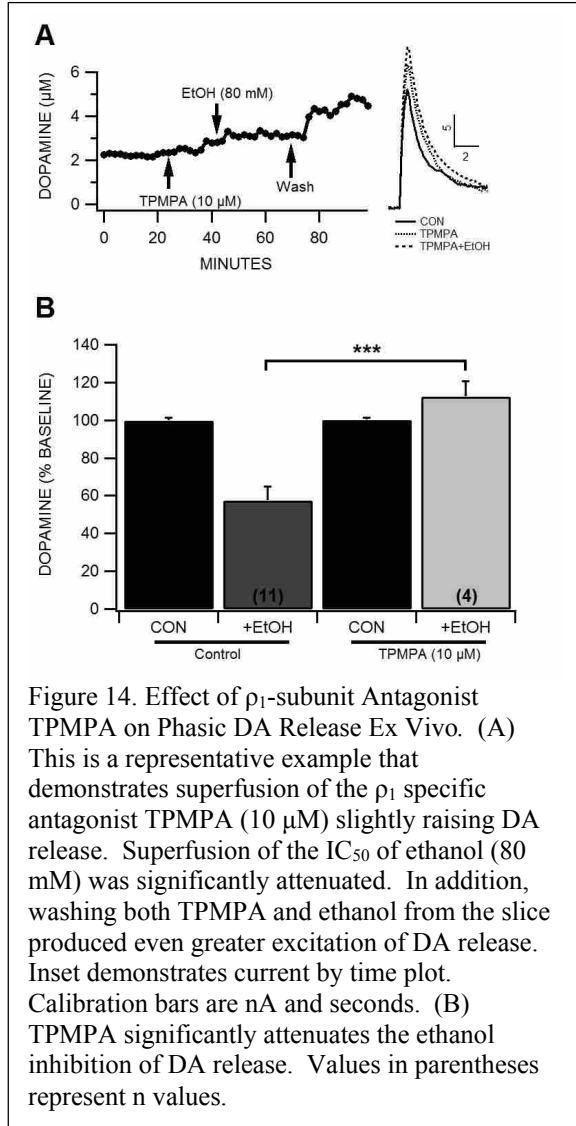 A
DOPAMINE (µM)
6
4
2
0
EtOH (80 mM)
TPMPA (10 µM)
Wash
0
20
40
60
80
MINUTES
5
2
CON
TPMPA
TPMPA+EtOH
B
DOPAMINE (% BASELINE)
140
120
100
80
60
40
20
0
***
(11)
(4)
CON
+EtOH
CON
+EtOH
Control
TPMPA (10 µM)
Figure 14. Effect of ρ₁-subunit Antagonist
TPMPA on Phasic DA Release Ex Vivo. (A)
This is a representative example that
demonstrates superfusion of the ρ₁ specific
antagonist TPMPA (10 µM) slightly raising DA
release. Superfusion of the IC₅₀ of ethanol (80
mM) was significantly attenuated. In addition,
washing both TPMPA and ethanol from the slice
produced even greater excitation of DA release.
Inset demonstrates current by time plot.
Calibration bars are nA and seconds. (B)
TPMPA significantly attenuates the ethanol
inhibition of DA release. Values in parentheses
represent n values.